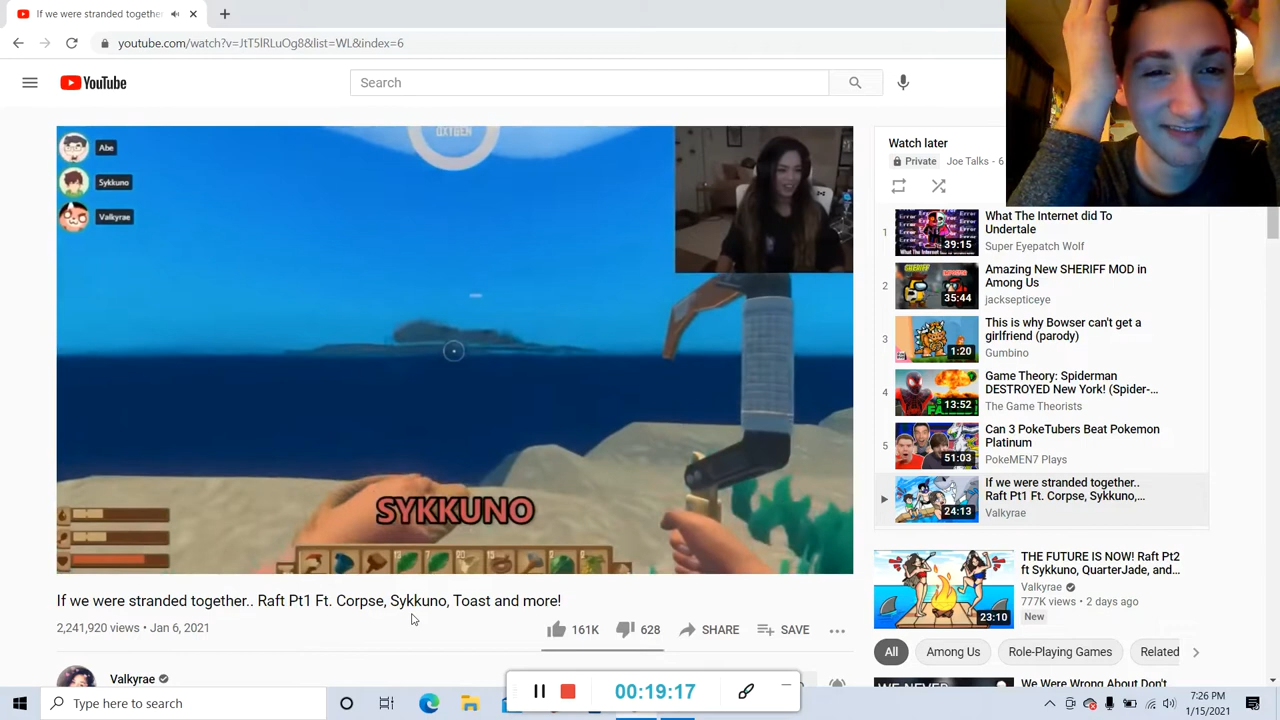 If we were stranded togethe
youtube.com/watch?v=JtT5lRLuOg8&list=WL&index=6
YouTube
Search
OXYGEN
Abe
Sykkuno
Valkyrae
SYKKUNO
If we were stranded together.. Raft Pt1 Ft. Corpse, Sykkuno, Toast and more!
2,241,920 views • Jan 6, 2021
161K
628
SHARE
SAVE
Valkyrae
Watch later
Private
Joe Talks - 6
1
39:15
What The Internet did To
Undertale
Super Eyepatch Wolf
2
SHERIFF
35:44
Amazing New SHERIFF MOD in
Among Us
jacksepticeye
3
1:20
This is why Bowser can't get a
girlfriend (parody)
Gumbino
4
13:52
Game Theory: Spiderman
DESTROYED New York! (Spider-...
The Game Theorists
5
51:03
Can 3 PokeTubers Beat Pokemon
Platinum
PokeMEN7 Plays
24:13
If we were stranded together..
Raft Pt1 Ft. Corpse, Sykkuno,...
Valkyrae
23:10
THE FUTURE IS NOW! Raft Pt2
ft Sykkuno, QuarterJade, and...
Valkyrae
777K views • 2 days ago
New
All
Among Us
Role-Playing Games
Related
We Were Wrong About Don't
00:19:17
Type here to search
7:26 PM
1/15/2021